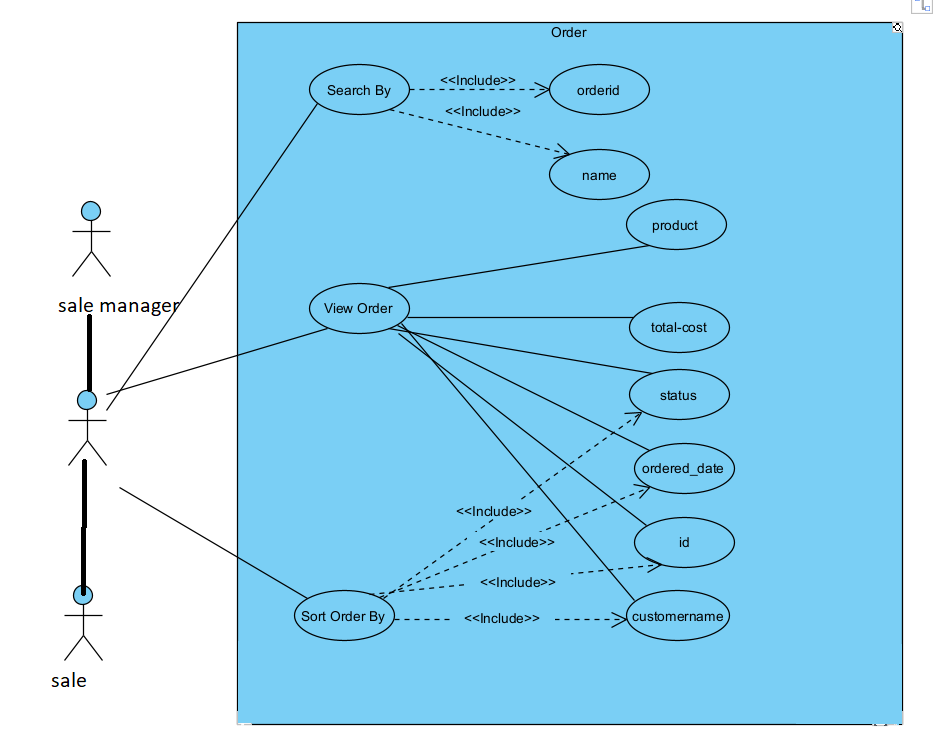 Order
Search By
<<Include>>
orderid
<<Include>>
name
product
sale manager
View Order
total-cost
status
ordered_date
<<Include>>
<<Include>>
id
<<Include>>
Sort Order By
<<Include>>
customername
sale